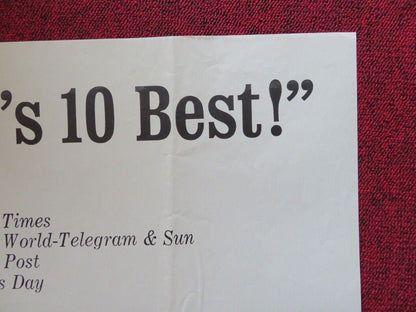 ’s 10 Best!”
Times
World-Telegram & Sun
Post
s Day